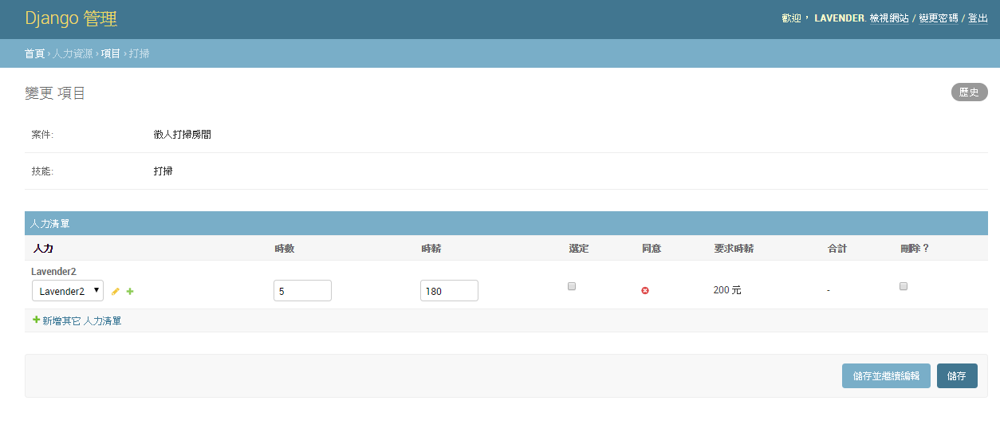 Django 管理
歡迎，LAVENDER. 檢視網站 / 變更密碼 / 登出
首頁 › 人力資源 › 項目 › 打掃
變更 項目
歷史
案件: 徵人打掃房間
技能: 打掃
人力清單
人力 時數 時薪 選定 同意 要求時薪 合計 刪除？
Lavender2
Lavender2 5 180 200 元 -
新增其它 人力清單
儲存並繼續編輯 儲存